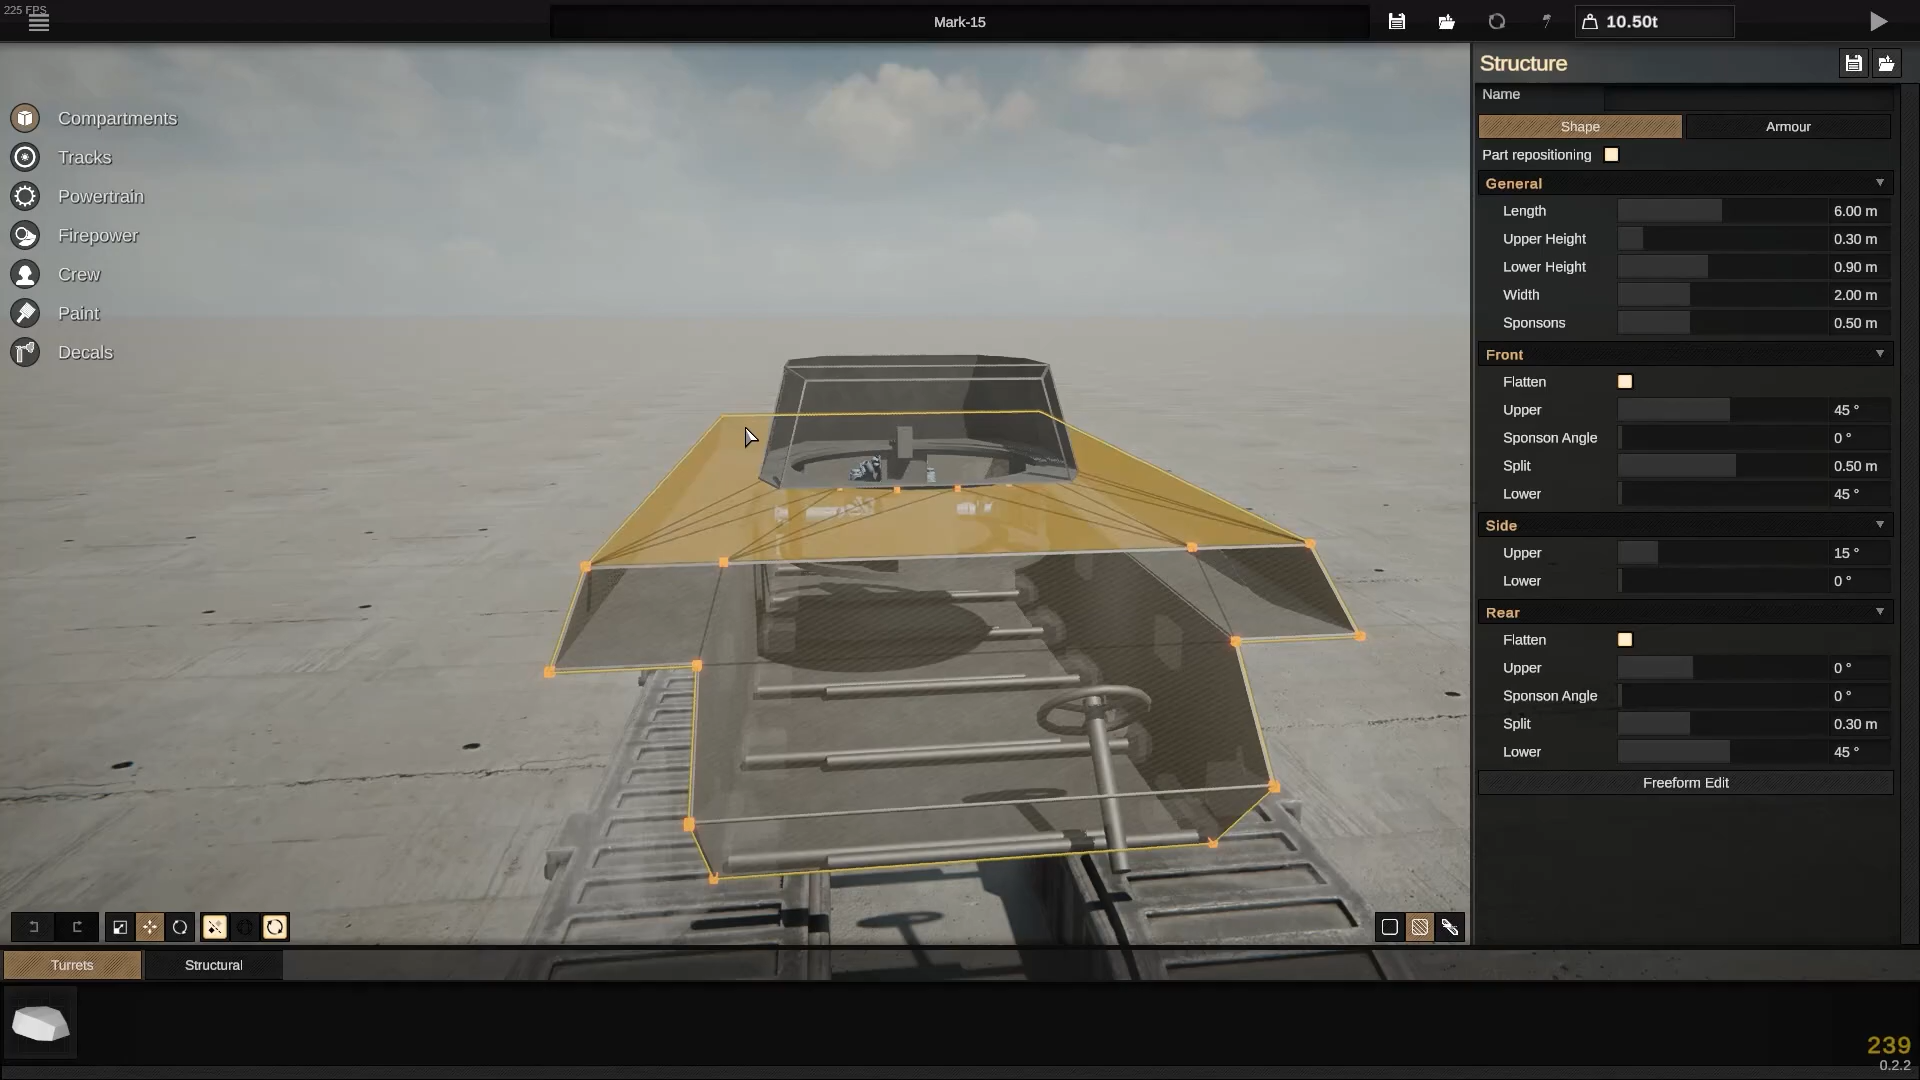 225 FPS
Mark-15
10.50t
Compartments
Tracks
Powertrain
Firepower
Crew
Paint
Decals
Structure
Name
Shape
Armour
Part repositioning
General
Length 6.00 m
Upper Height 0.30 m
Lower Height 0.90 m
Width 2.00 m
Sponsons 0.50 m
Front
Flatten
Upper 45 °
Sponson Angle 0 °
Split 0.50 m
Lower 45 °
Side
Upper 15 °
Lower 0 °
Rear
Flatten
Upper 0 °
Sponson Angle 0 °
Split 0.30 m
Lower 45 °
Freeform Edit
Turrets
Structural
239
0.2.2